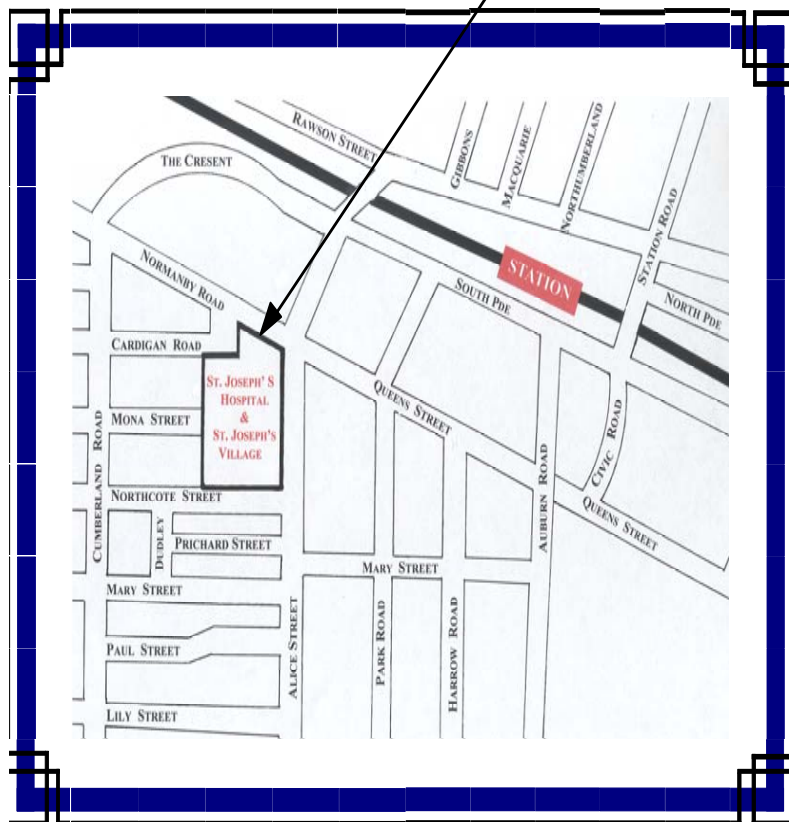 RAWSON STREET
THE CRESENT
GIBBONS
MACQUARIE
NORTHUMBERLAND
STATION ROAD
NORMANBY ROAD
STATION
SOUTH PDE
NORTH PDE
CARDIGAN ROAD
ST. JOSEPH' S
HOSPITAL
&
ST. JOSEPH'S
VILLAGE
QUEENS STREET
MONA STREET
CUMBERLAND ROAD
CIVIC ROAD
AUBURN ROAD
NORTHCOTE STREET
QUEENS STREET
DUDLEY
PRICHARD STREET
MARY STREET
MARY STREET
ALICE STREET
PARK ROAD
HARROW ROAD
PAUL STREET
LILY STREET